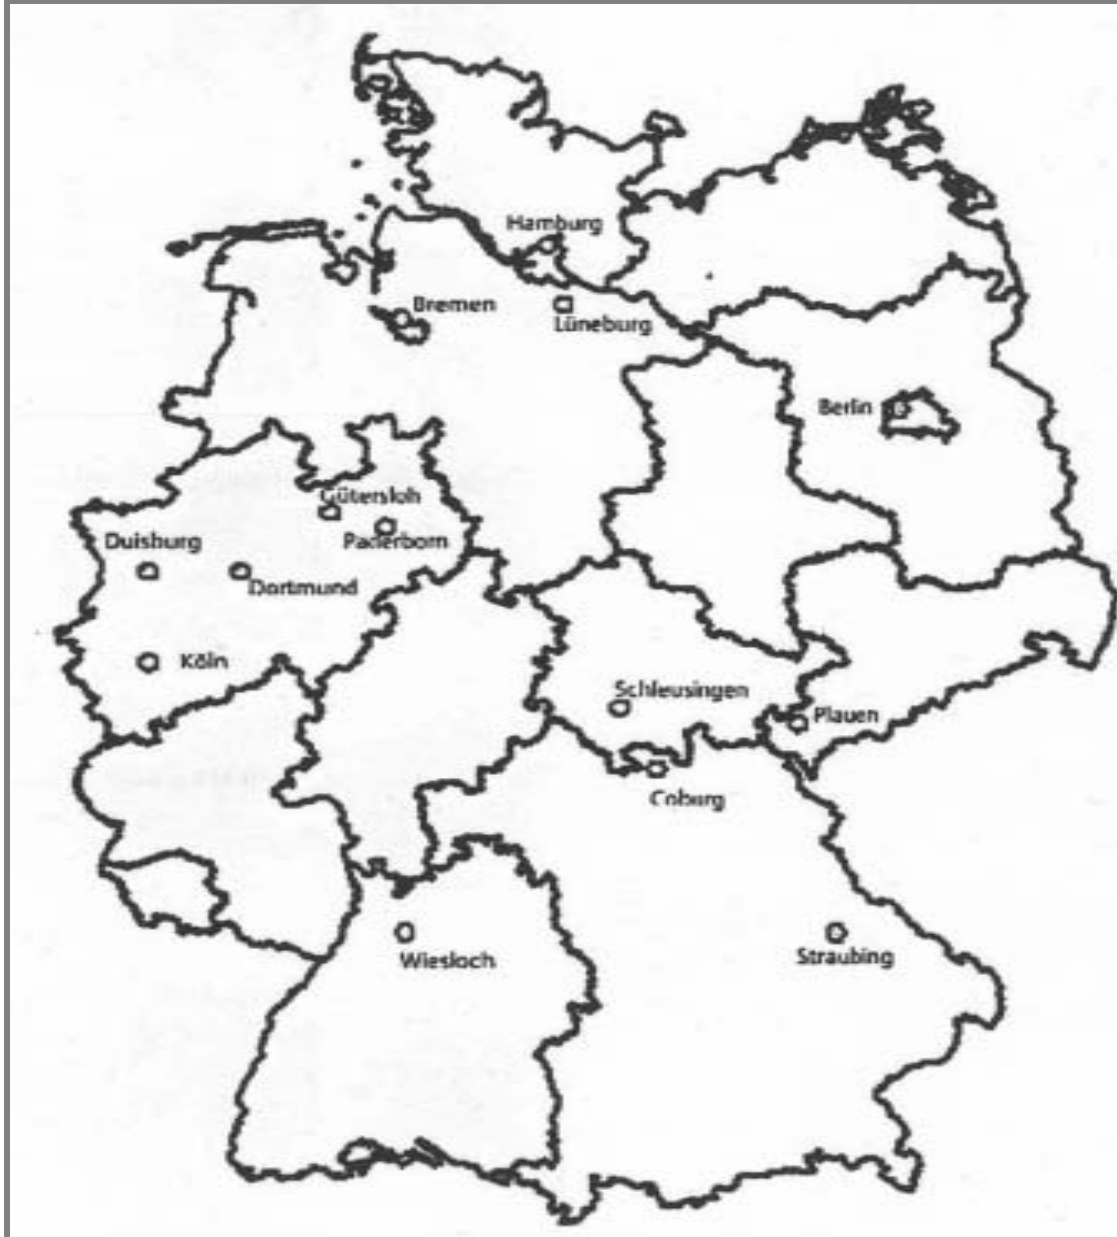 Hamburg
Bremen
Lüneburg
Berlin
Gütersloh
Duisburg
Paderborn
Dortmund
Köln
Schleusingen
Plauen
Coburg
Wiesloch
Straubing